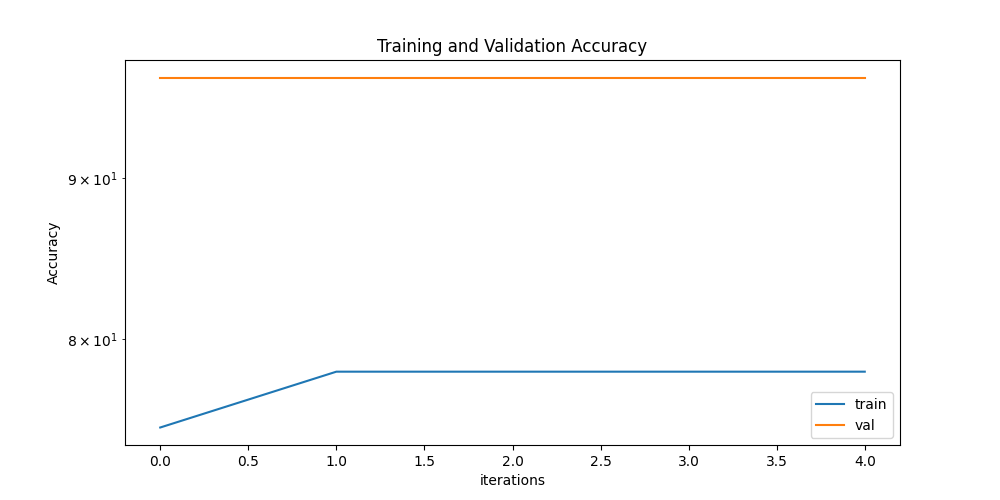 Training and Validation Accuracy
Accuracy
9 × 10¹
8 × 10¹
train
val
0.0 0.5 1.0 1.5 2.0 2.5 3.0 3.5 4.0
iterations